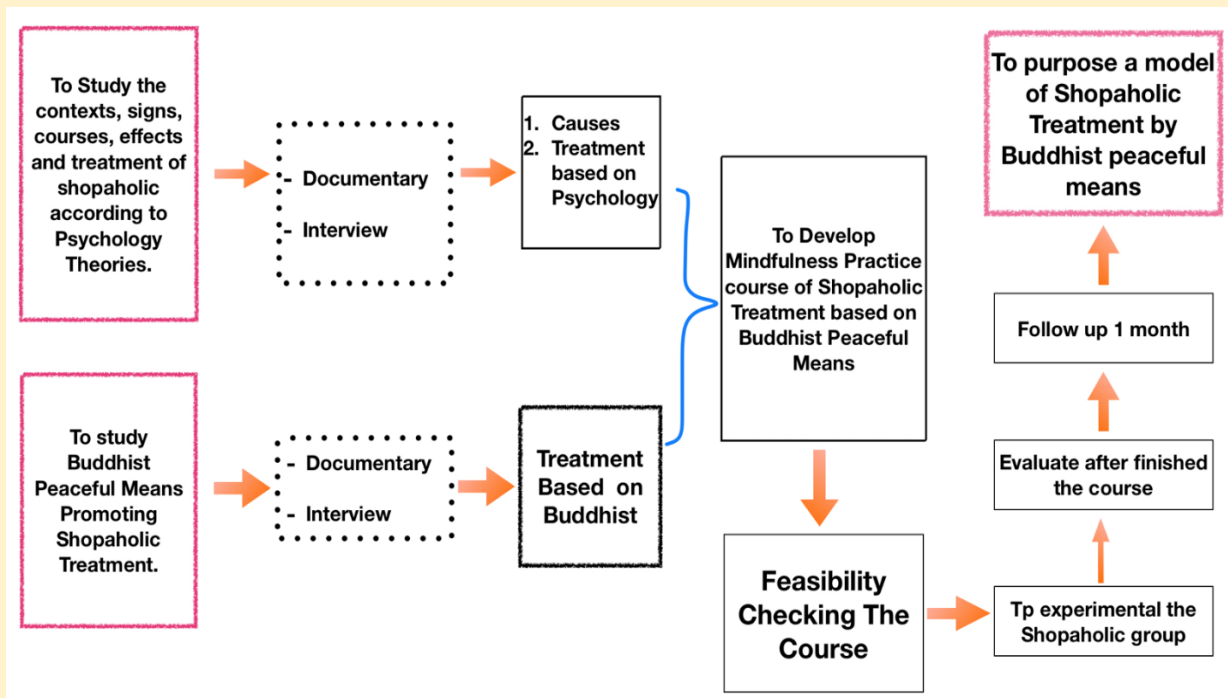 To Study the
contexts, signs,
courses, effects
and treatment of
shopaholic
according to
Psychology
Theories.
- Documentary
- Interview
1. Causes
2. Treatment
based on
Psychology
To study
Buddhist
Peaceful Means
Promoting
Shopaholic
Treatment.
- Documentary
- Interview
Treatment
Based on
Buddhist
To Develop
Mindfulness Practice
course of Shopaholic
Treatment based on
Buddhist Peaceful
Means
Feasibility
Checking The
Course
Tp experimental the
Shopaholic group
Evaluate after finished
the course
Follow up 1 month
To purpose a model
of Shopaholic
Treatment by
Buddhist peaceful
means